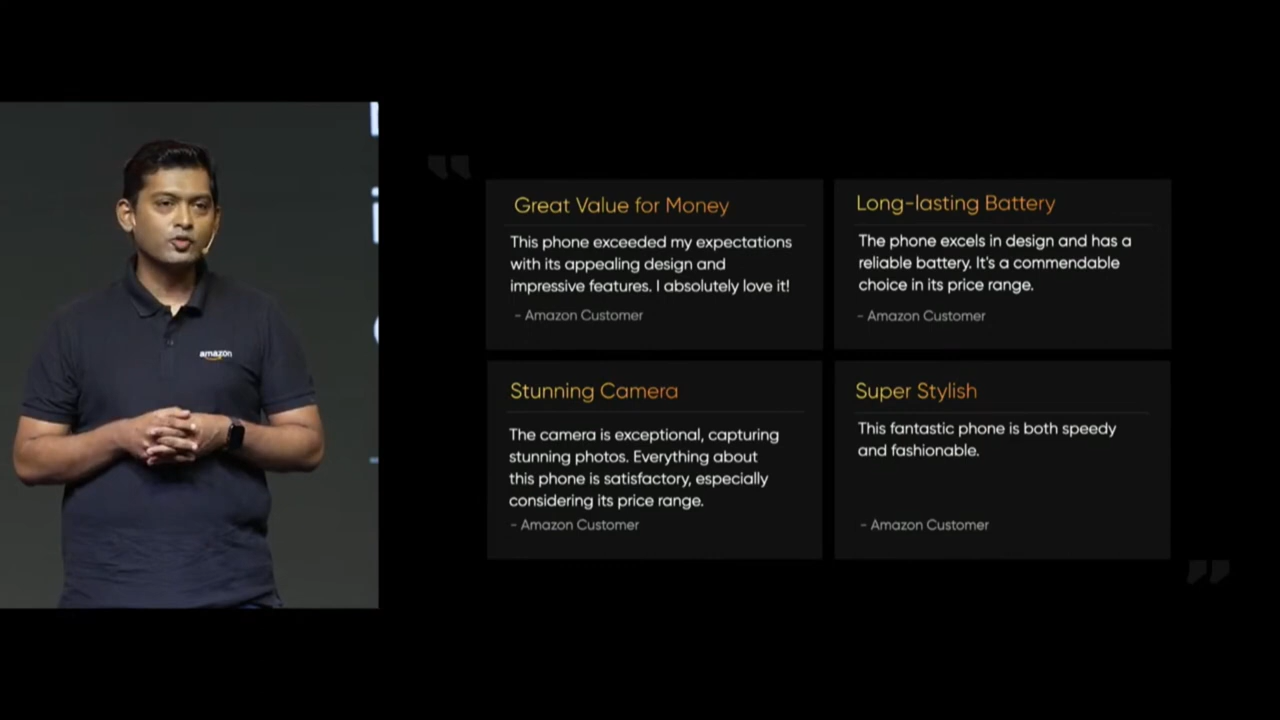 amazon
Great Value for Money
This phone exceeded my expectations
with its appealing design and
impressive features. I absolutely love it!
- Amazon Customer
Long-lasting Battery
The phone excels in design and has a
reliable battery. It's a commendable
choice in its price range.
- Amazon Customer
Stunning Camera
The camera is exceptional, capturing
stunning photos. Everything about
this phone is satisfactory, especially
considering its price range.
- Amazon Customer
Super Stylish
This fantastic phone is both speedy
and fashionable.
- Amazon Customer